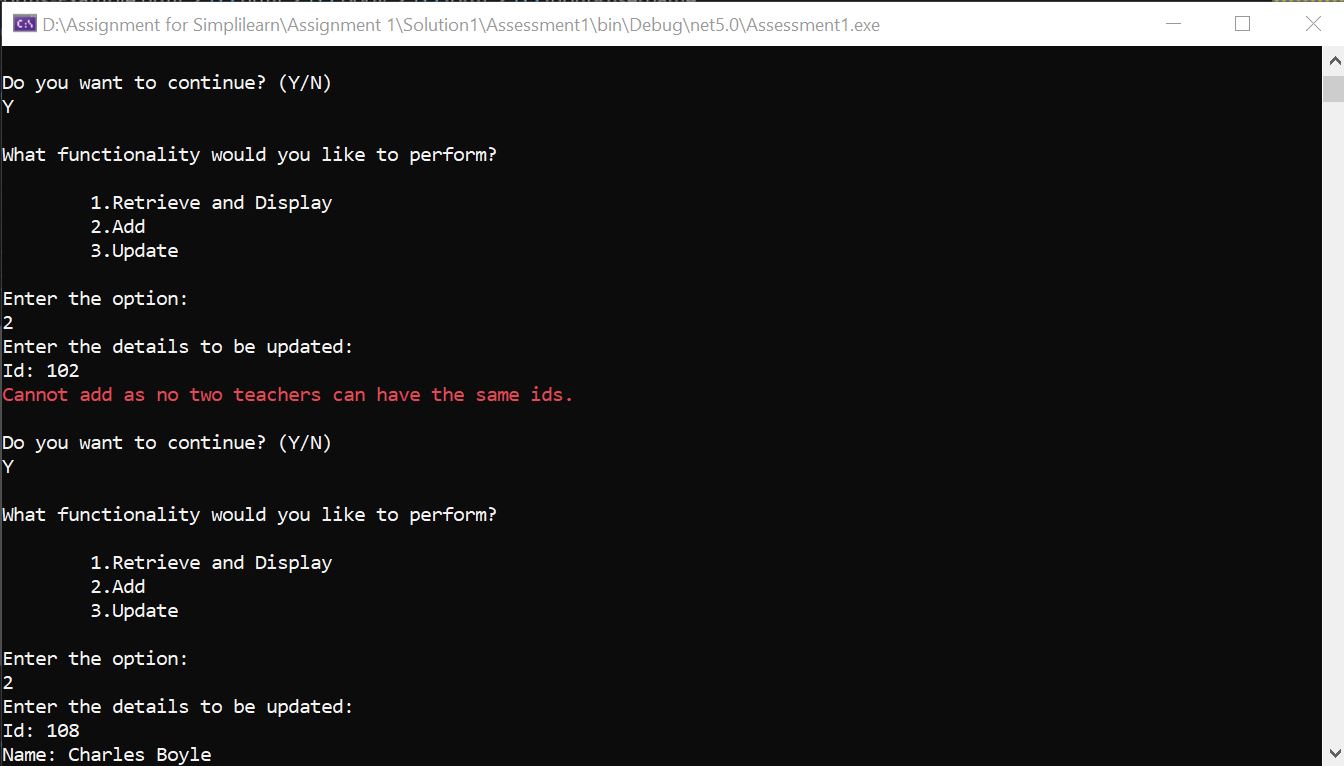 D:\Assignment for Simplilearn\Assignment 1\Solution1\Assessment1\bin\Debug\net5.0\Assessment1.exe
Do you want to continue? (Y/N)
Y
What functionality would you like to perform?
1.Retrieve and Display
2.Add
3.Update
Enter the option:
2
Enter the details to be updated:
Id: 102
Cannot add as no two teachers can have the same ids.
Do you want to continue? (Y/N)
Y
What functionality would you like to perform?
1.Retrieve and Display
2.Add
3.Update
Enter the option:
2
Enter the details to be updated:
Id: 108
Name: Charles Boyle